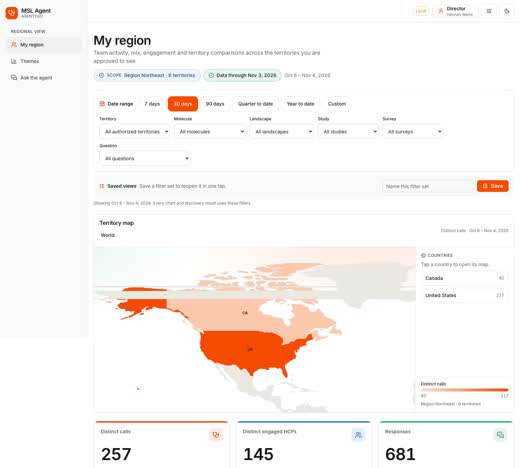 MSL Agent
AGENT2020
REGIONAL VIEW
My region
Themes
Ask the agent
Director
Hannah Weiss
My region
Team activity, mix, engagement and territory comparisons across the territories you are
approved to see.
SCOPE Region Northeast · 6 territories
Data through Nov 3, 2026
Oct 6 – Nov 4, 2026
Date range
7 days
30 days
90 days
Quarter to date
Year to date
Custom
Territory
Molecule
Landscape
Study
Survey
All authorized territories
All molecules
All landscapes
All studies
All surveys
Question
All questions
Saved views Save a filter set to reopen it in one tap.
Name this filter set
Save
Showing Oct 6 – Nov 4, 2026. Every chart and discovery result uses these filters.
Territory map
World
Distinct calls · Oct 6 – Nov 4, 2026
COUNTRIES
Tap a country to open its map.
Canada 40
United States 217
CA
US
Distinct calls
40
217
Region Northeast · 6 territories
Distinct calls
257
Distinct engaged HCPs
145
Responses
681